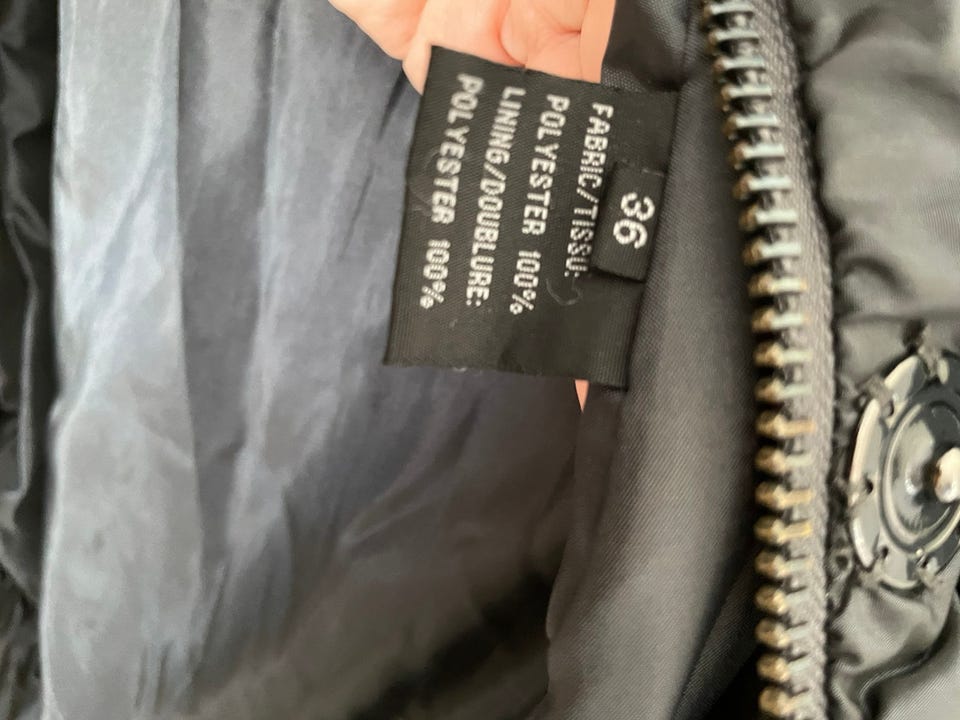 36
FABRIC/TISSU:
POLYESTER 100%
LINING/DOUBLURE:
POLYESTER 100%